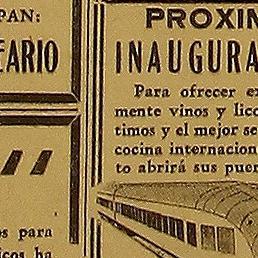 PAN:
EARIO
os para
icos ha
PROXIM
INAUGURA
Para ofrecer ex
mente vinos y lico
timos y el mejor se
cocina internacion
to abrirá sus puer